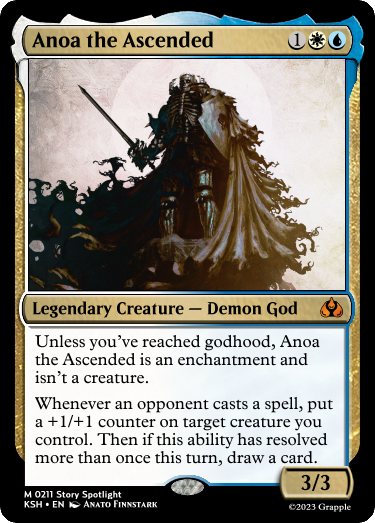 Anoa the Ascended 1
Legendary Creature — Demon God
Unless you've reached godhood, Anoa
the Ascended is an enchantment and
isn't a creature.
Whenever an opponent casts a spell, put
a +1/+1 counter on target creature you
control. Then if this ability has resolved
more than once this turn, draw a card.
3/3
M 0211 Story Spotlight
KSH • EN Anato Finnstark
©2023 Grapple